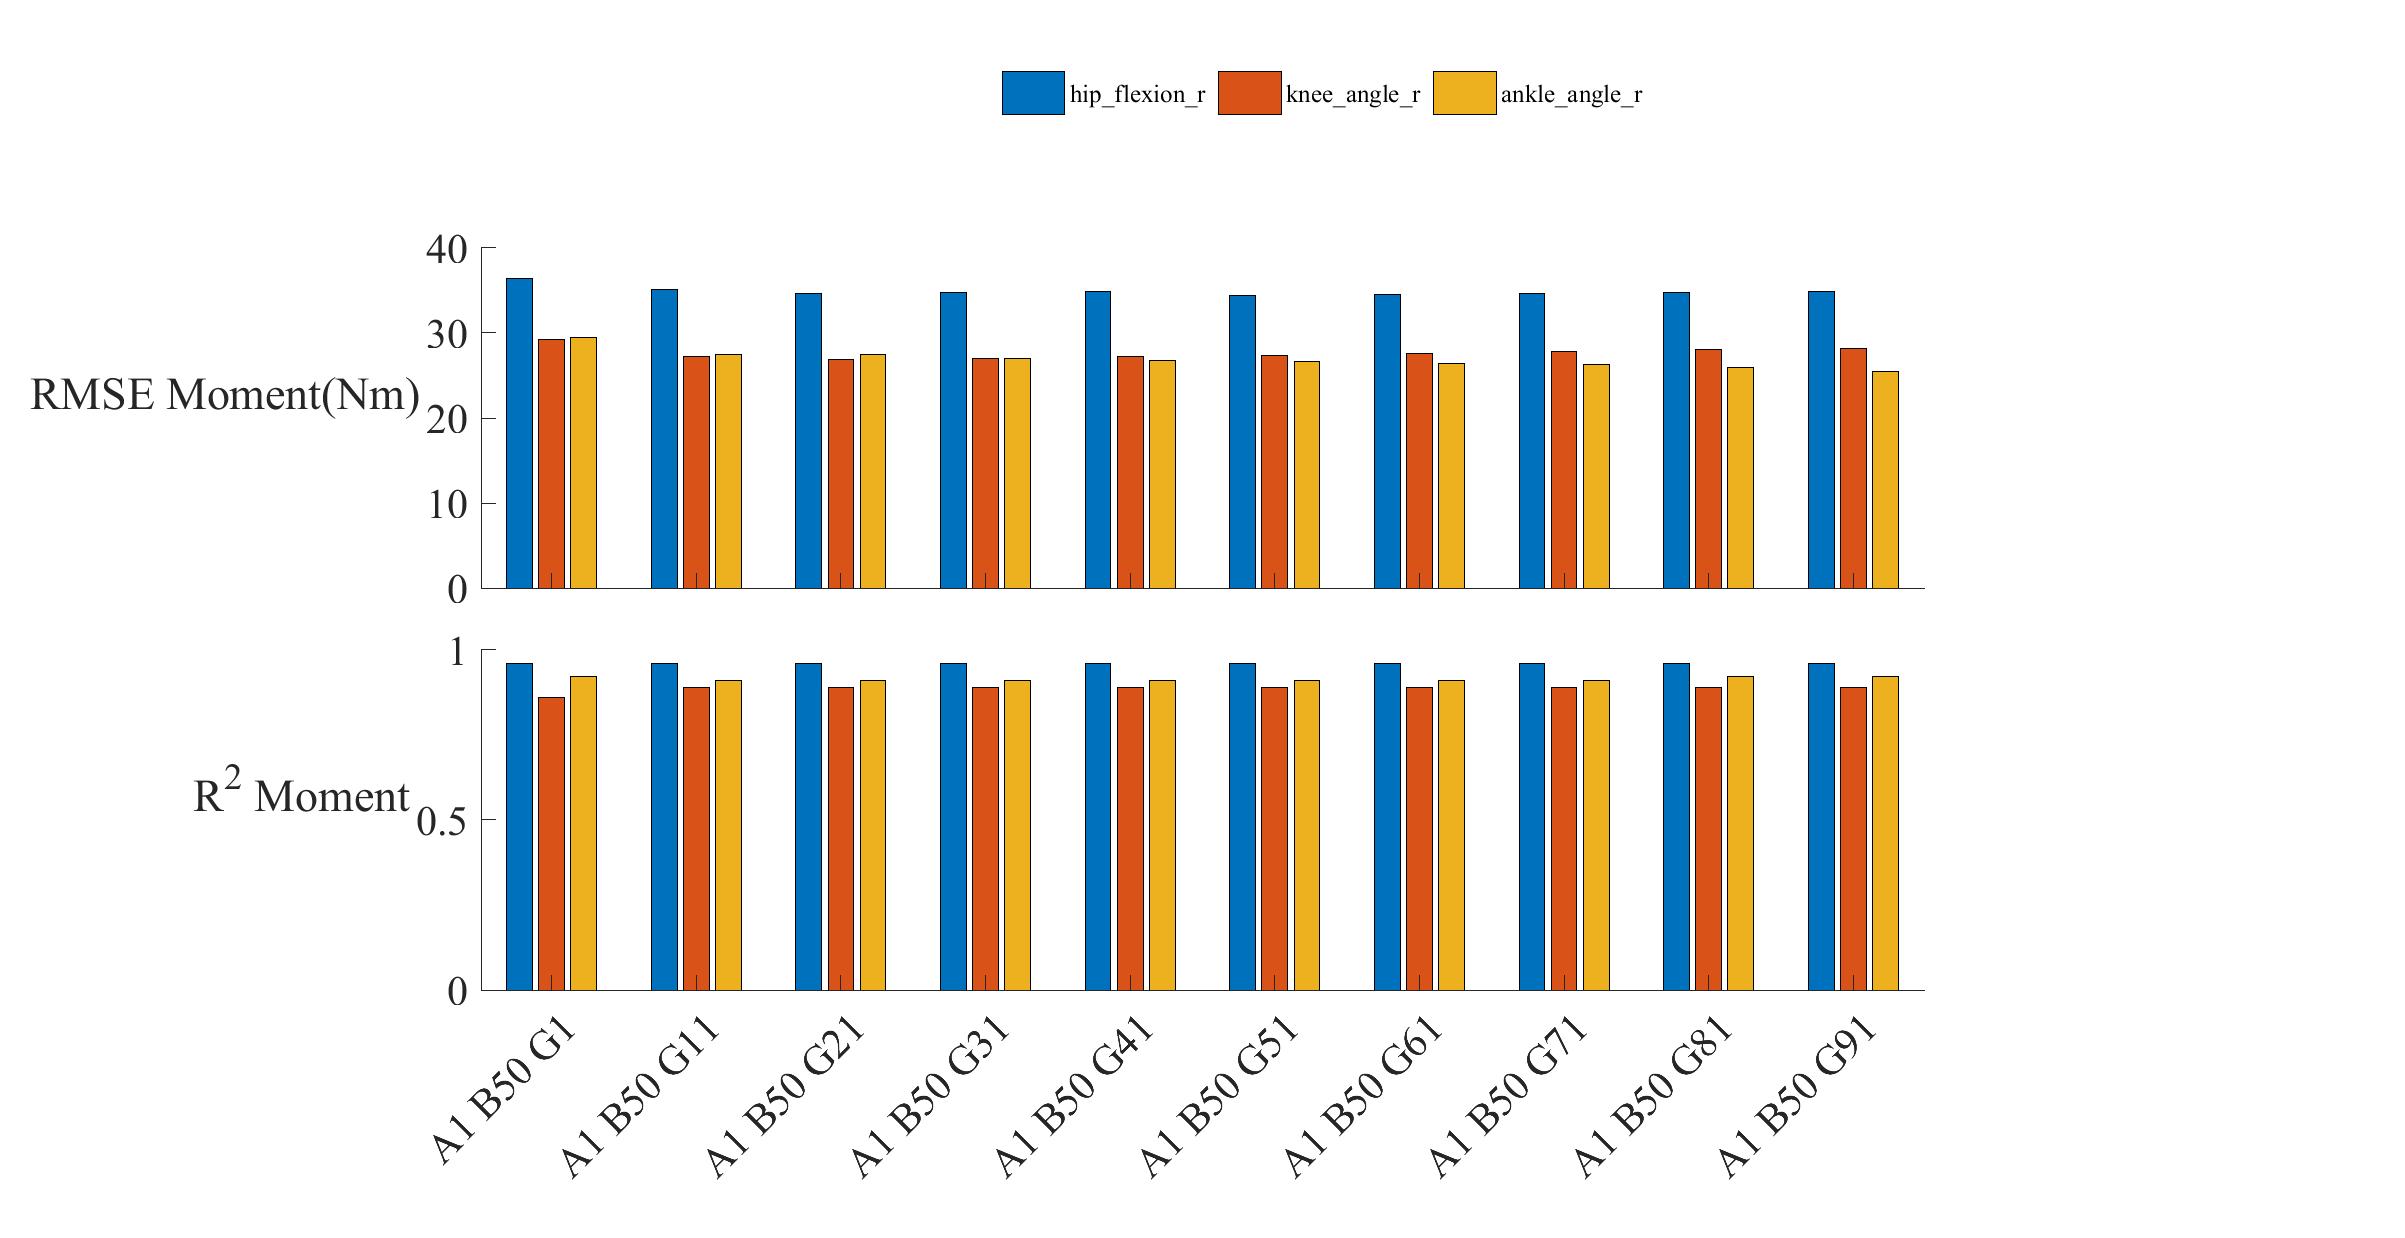 hip_flexion_r knee_angle_r ankle_angle_r
40
30
RMSE Moment(Nm)
20
10
0
1
R² Moment
0.5
0
A1 B50 G1 A1 B50 G11 A1 B50 G21 A1 B50 G31 A1 B50 G41 A1 B50 G51 A1 B50 G61 A1 B50 G71 A1 B50 G81 A1 B50 G91